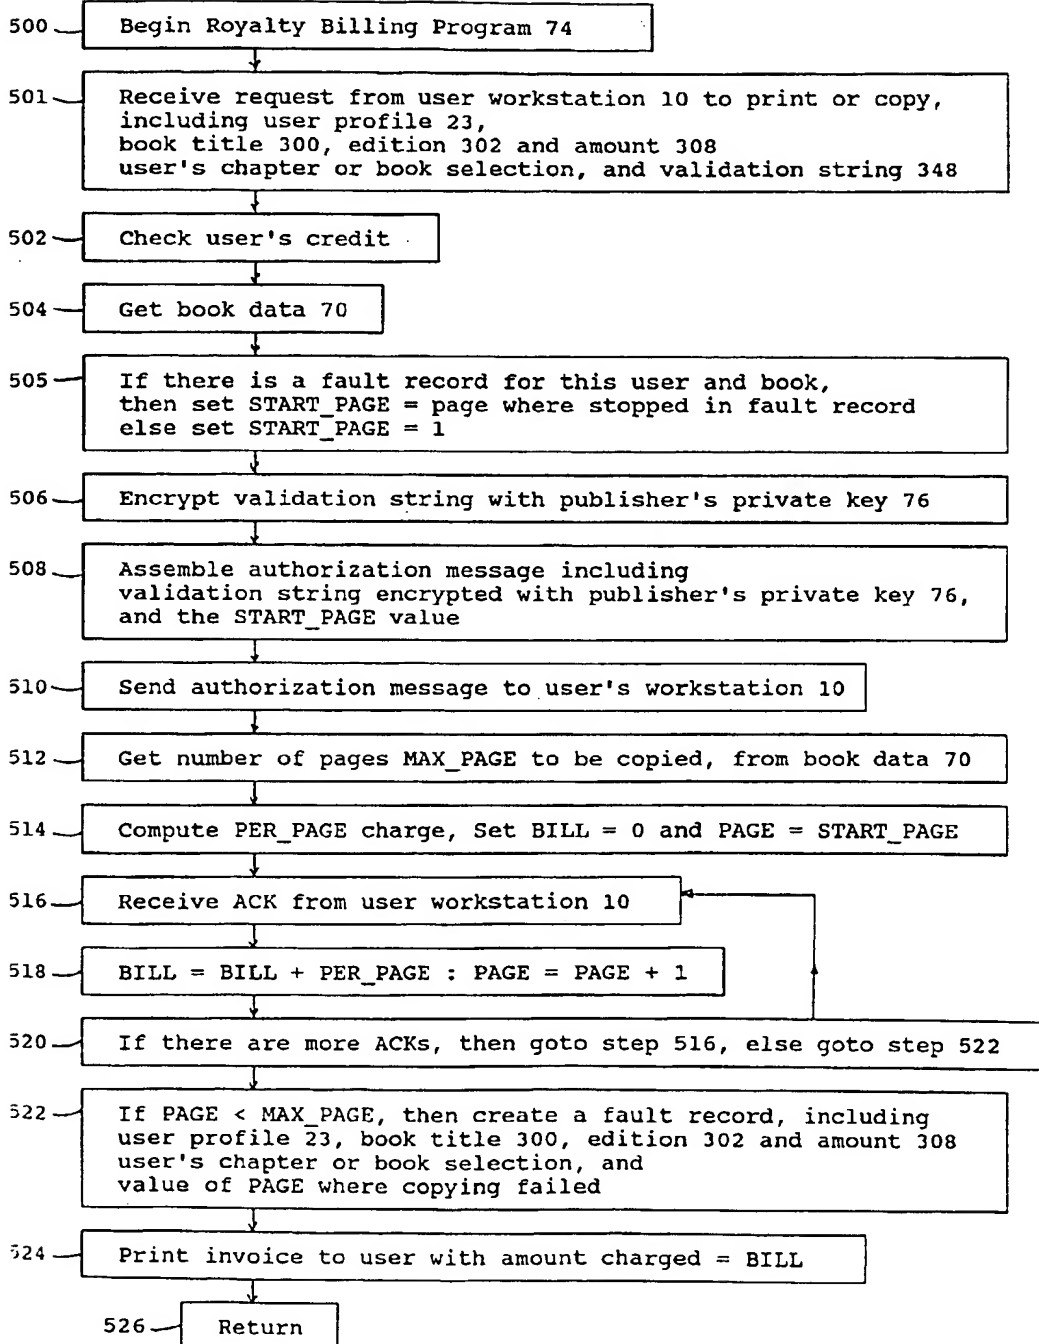 500 Begin Royalty Billing Program 74
501 Receive request from user workstation 10 to print or copy,
including user profile 23,
book title 300, edition 302 and amount 308
user's chapter or book selection, and validation string 348
502 Check user's credit
504 Get book data 70
505 If there is a fault record for this user and book,
then set START_PAGE = page where stopped in fault record
else set START_PAGE = 1
506 Encrypt validation string with publisher's private key 76
508 Assemble authorization message including
validation string encrypted with publisher's private key 76,
and the START_PAGE value
510 Send authorization message to user's workstation 10
512 Get number of pages MAX_PAGE to be copied, from book data 70
514 Compute PER_PAGE charge, Set BILL = 0 and PAGE = START_PAGE
516 Receive ACK from user workstation 10
518 BILL = BILL + PER_PAGE : PAGE = PAGE + 1
520 If there are more ACKs, then goto step 516, else goto step 522
522 If PAGE < MAX_PAGE, then create a fault record, including
user profile 23, book title 300, edition 302 and amount 308
user's chapter or book selection, and
value of PAGE where copying failed
524 Print invoice to user with amount charged = BILL
526 Return